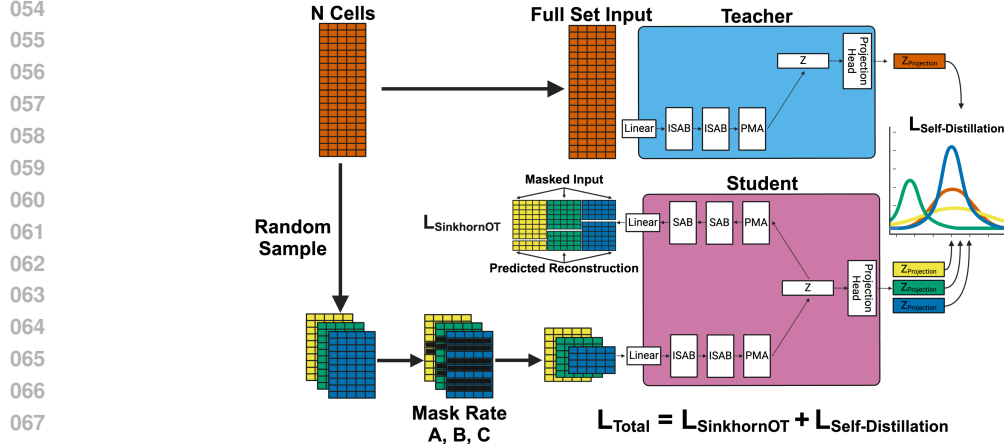 054
055
056
057
058
059
060
061
062
063
064
065
066
067
N Cells
Full Set Input
Teacher
Linear
ISAB
ISAB
PMA
Z
Projection
Head
ZProjection
LSelf-Distillation
Random
Sample
Mask Rate
A, B, C
Masked Input
LSinkhornOT
Predicted Reconstruction
Student
Linear
SAB
SAB
PMA
Z
Projection
Head
Linear
ISAB
ISAB
PMA
ZProjection
ZProjection
ZProjection
LTotal = LSinkhornOT + LSelf-Distillation